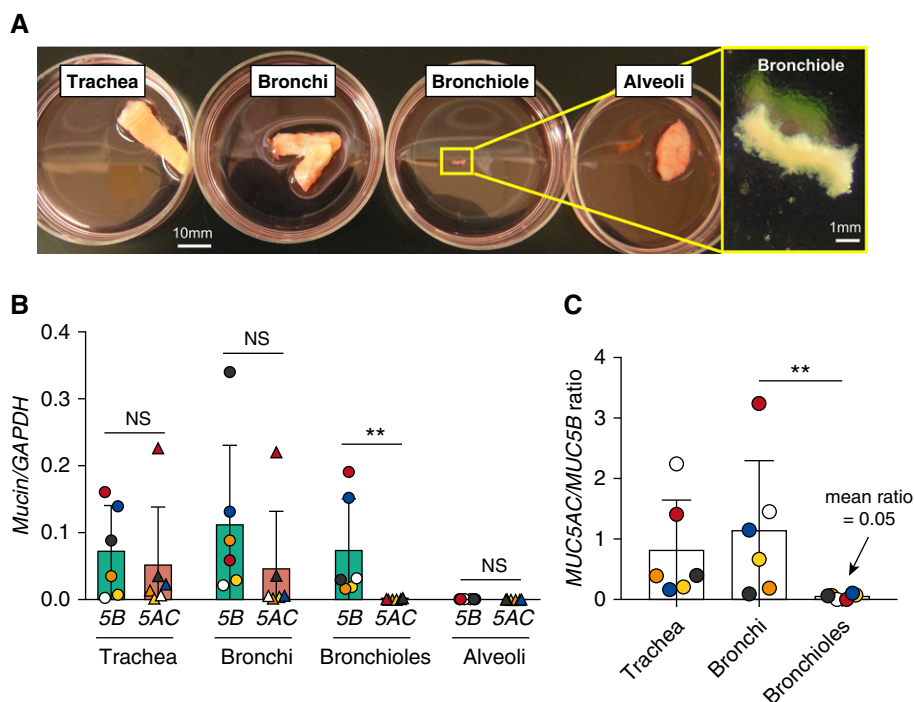 A
Trachea
Bronchi
Bronchiole
Alveoli
Bronchiole
10mm
1mm
B
Mucin/GAPDH
0.4
0.3
0.2
0.1
0.0
NS
NS
**
NS
5B 5AC 5B 5AC 5B 5AC 5B 5AC
Trachea Bronchi Bronchioles Alveoli
C
MUC5AC/MUC5B ratio
4
3
2
1
0
**
mean ratio
= 0.05
Trachea
Bronchi
Bronchioles